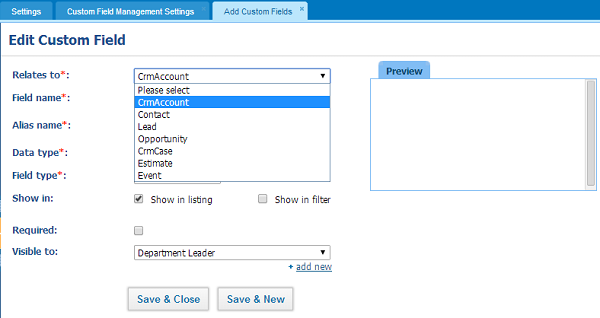 Settings
Custom Field Management Settings ×
Add Custom Fields ×
Edit Custom Field
Relates to*: CrmAccount
Please select
CrmAccount
Contact
Lead
Opportunity
CrmCase
Estimate
Event
Field name*:
Alias name*:
Data type*:
Field type*:
Show in: Show in listing Show in filter
Required:
Visible to: Department Leader
+ add new
Save & Close Save & New
Preview